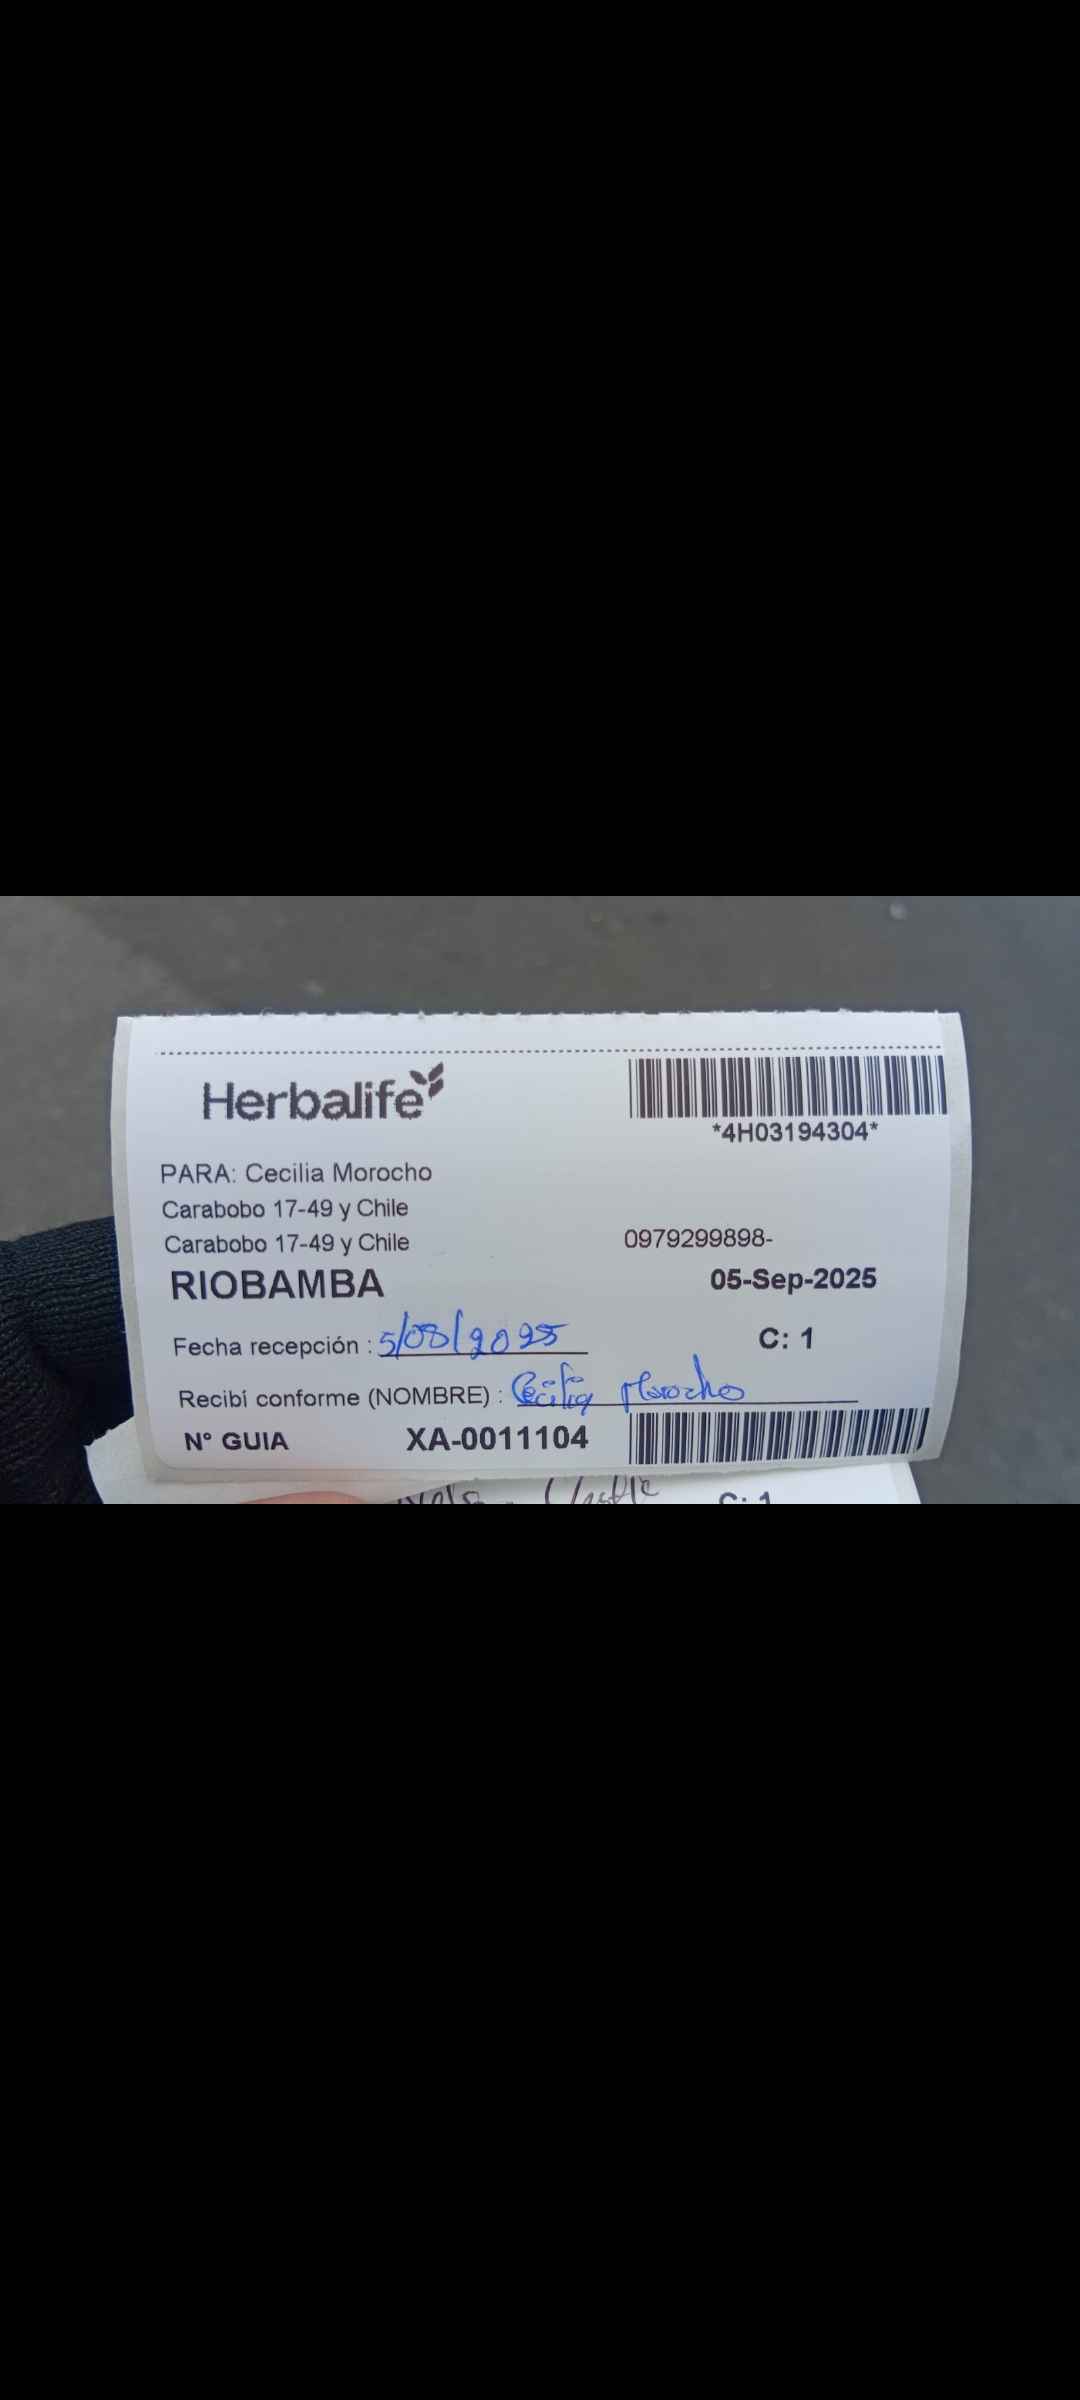 Herbalife
*4H03194304*
PARA: Cecilia Morocho
Carabobo 17-49 y Chile
Carabobo 17-49 y Chile 0979299898-
RIOBAMBA 05-Sep-2025
Fecha recepción : 5/08/2025 C: 1
Recibí conforme (NOMBRE) : Cecilia Morocho
N° GUIA XA-0011104
C: 1